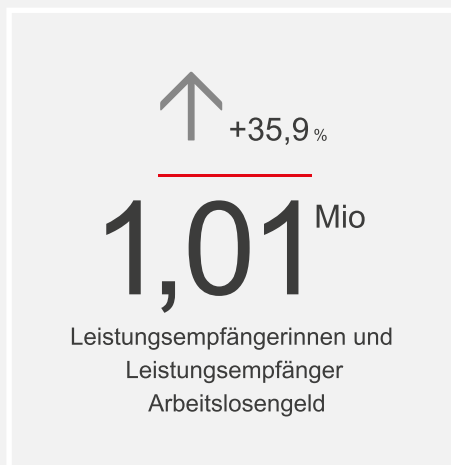 +35,9 %
1,01 Mio
Leistungsempfängerinnen und
Leistungsempfänger
Arbeitslosengeld